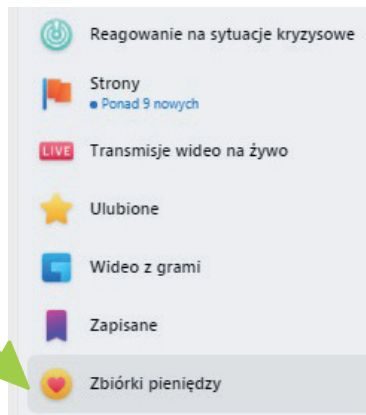 Reagowanie na sytuacje kryzysowe
Strony
Ponad 9 nowych
LIVE Transmisje wideo na żywo
Ulubione
Wideo z grami
Zapisane
Zbiórki pieniędzy